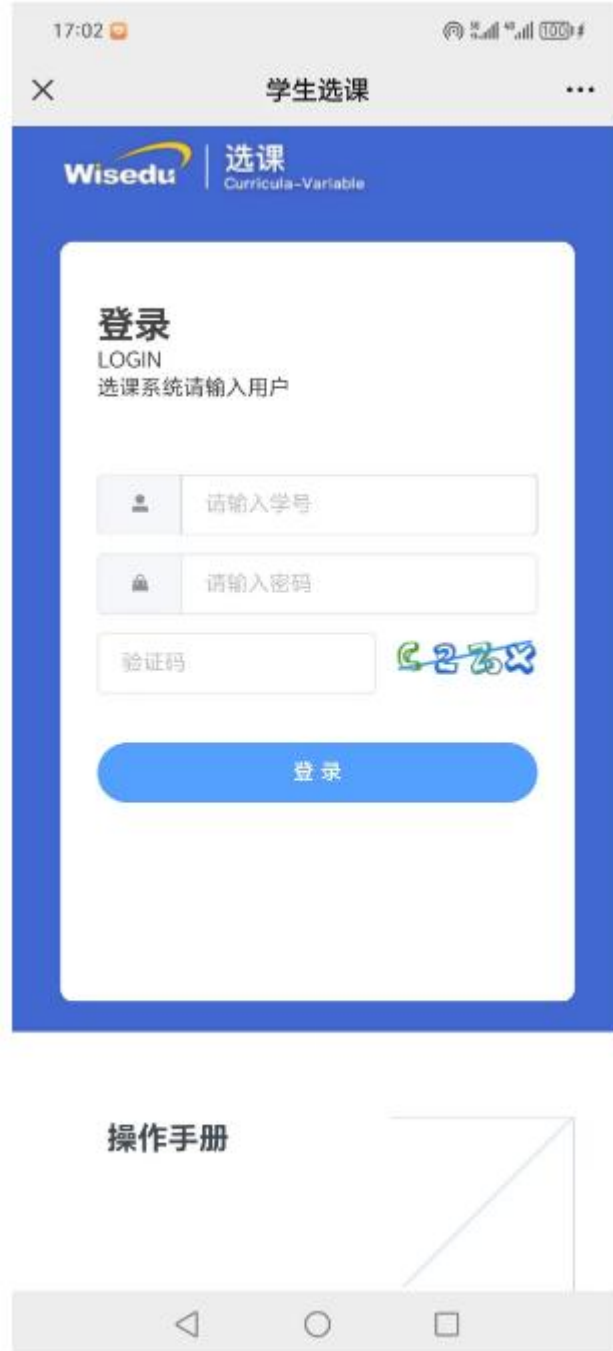 17:02
100
学生选课
Wisedu
选课
Curricula-Variable
登录
LOGIN
选课系统请输入用户
请输入学号
请输入密码
验证码
登 录
操作手册